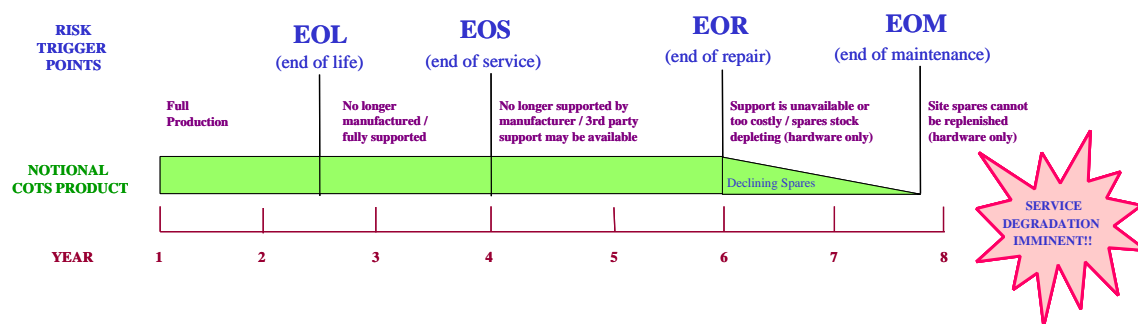 RISK
TRIGGER
POINTS
EOL
(end of life)
EOS
(end of service)
EOR
(end of repair)
EOM
(end of maintenance)
Full
Production
No longer
manufactured /
fully supported
No longer supported by
manufacturer / 3rd party
support may be available
Support is unavailable or
too costly / spares stock
depleting (hardware only)
Site spares cannot
be replenished
(hardware only)
NOTIONAL
COTS PRODUCT
Declining Spares
SERVICE
DEGRADATION
IMMINENT!!
YEAR
1 2 3 4 5 6 7 8